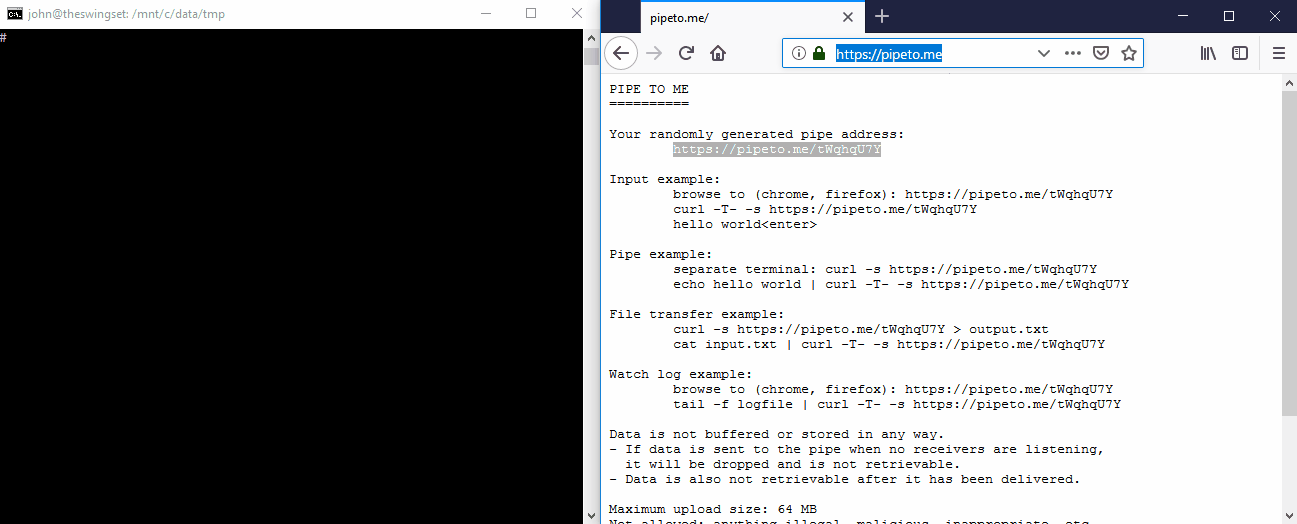 john@theswingset: /mnt/c/data/tmp
#
pipeto.me/
https://pipeto.me
PIPE TO ME
==========
Your randomly generated pipe address:
https://pipeto.me/tWqhqU7Y
Input example:
browse to (chrome, firefox): https://pipeto.me/tWqhqU7Y
curl -T- -s https://pipeto.me/tWqhqU7Y
hello world<enter>
Pipe example:
separate terminal: curl -s https://pipeto.me/tWqhqU7Y
echo hello world | curl -T- -s https://pipeto.me/tWqhqU7Y
File transfer example:
curl -s https://pipeto.me/tWqhqU7Y > output.txt
cat input.txt | curl -T- -s https://pipeto.me/tWqhqU7Y
Watch log example:
browse to (chrome, firefox): https://pipeto.me/tWqhqU7Y
tail -f logfile | curl -T- -s https://pipeto.me/tWqhqU7Y
Data is not buffered or stored in any way.
- If data is sent to the pipe when no receivers are listening,
it will be dropped and is not retrievable.
- Data is also not retrievable after it has been delivered.
Maximum upload size: 64 MB
Not allowed: anything illegal, malicious, inappropriate, etc.